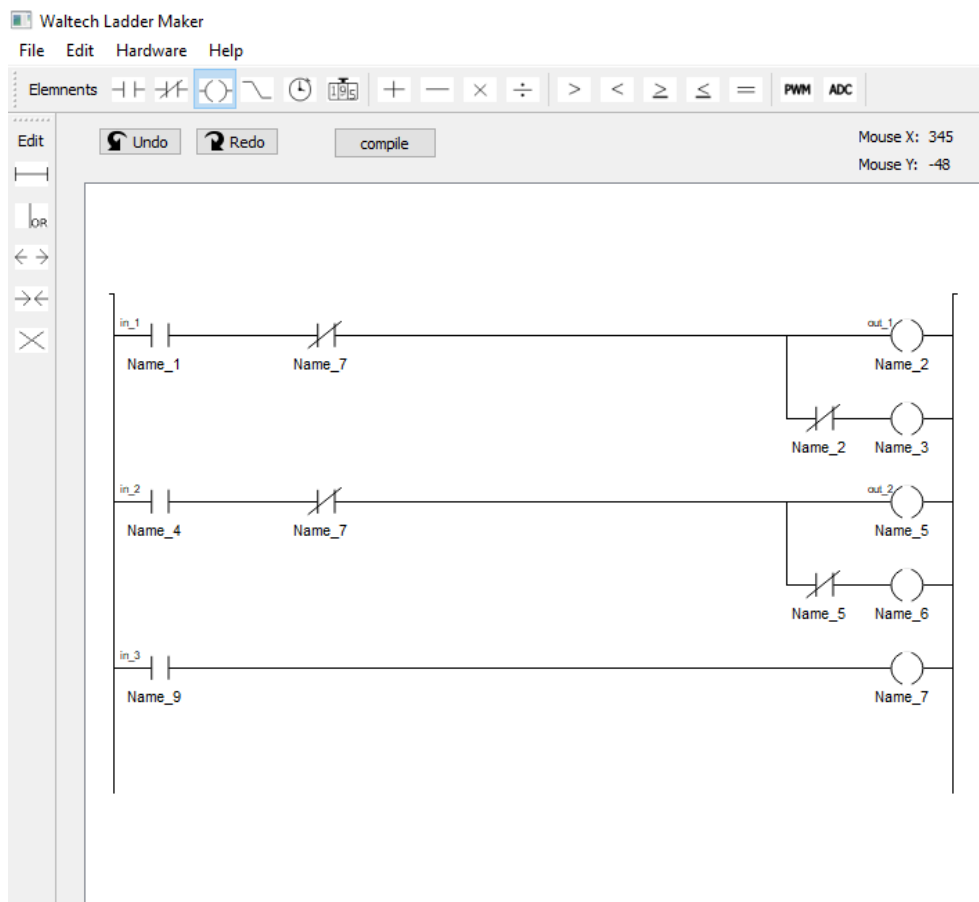 Waltech Ladder Maker
File Edit Hardware Help
Elemnents 195 PWM ADC
Edit Undo Redo compile Mouse X: 345
Mouse Y: -48
OR
in_1 out_1
Name_1 Name_7 Name_2
Name_2 Name_3
in_2 out_2
Name_4 Name_7 Name_5
Name_5 Name_6
in_3
Name_9 Name_7